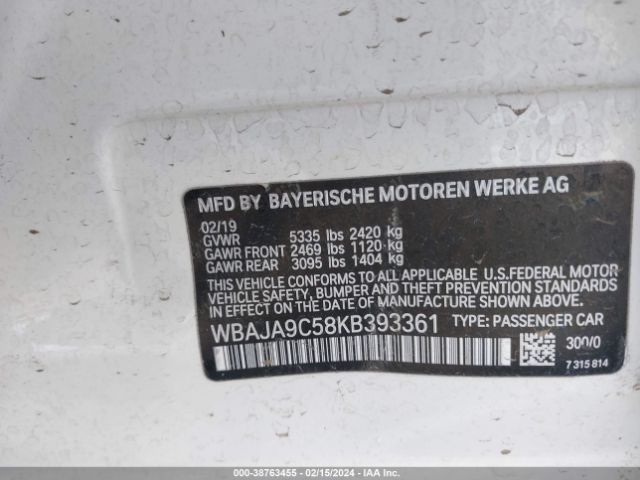 MFD BY BAYERISCHE MOTOREN WERKE AG
02/19
GVWR 5335 lbs 2420 kg
GAWR FRONT 2469 lbs 1120 kg
GAWR REAR 3095 lbs 1404 kg
THIS VEHICLE CONFORMS TO ALL APPLICABLE U.S.FEDERAL MOTOR
VEHICLE SAFETY, BUMPER AND THEFT PREVENTION STANDARDS
IN EFFECT ON THE DATE OF MANUFACTURE SHOWN ABOVE.
WBAJA9C58KB393361 TYPE: PASSENGER CAR
300/0
7 315 814
000-38763455 - 02/15/2024 - IAA Inc.